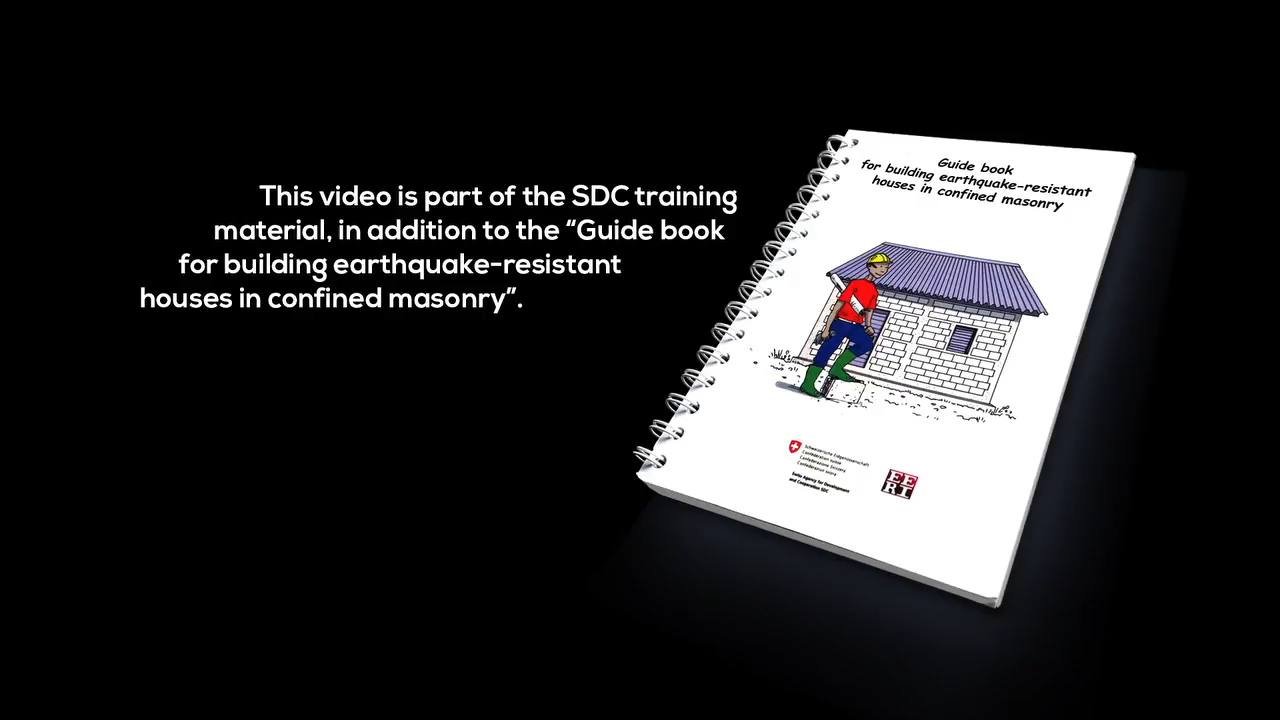 This video is part of the SDC training
material, in addition to the “Guide book
for building earthquake-resistant
houses in confined masonry”.
Guide book
for building earthquake-resistant
houses in confined masonry
Schweizerische Eidgenossenschaft
Confédération suisse
Confederazione Svizzera
Confederaziun svizra
Swiss Agency for Development
and Cooperation SDC
EE
RI